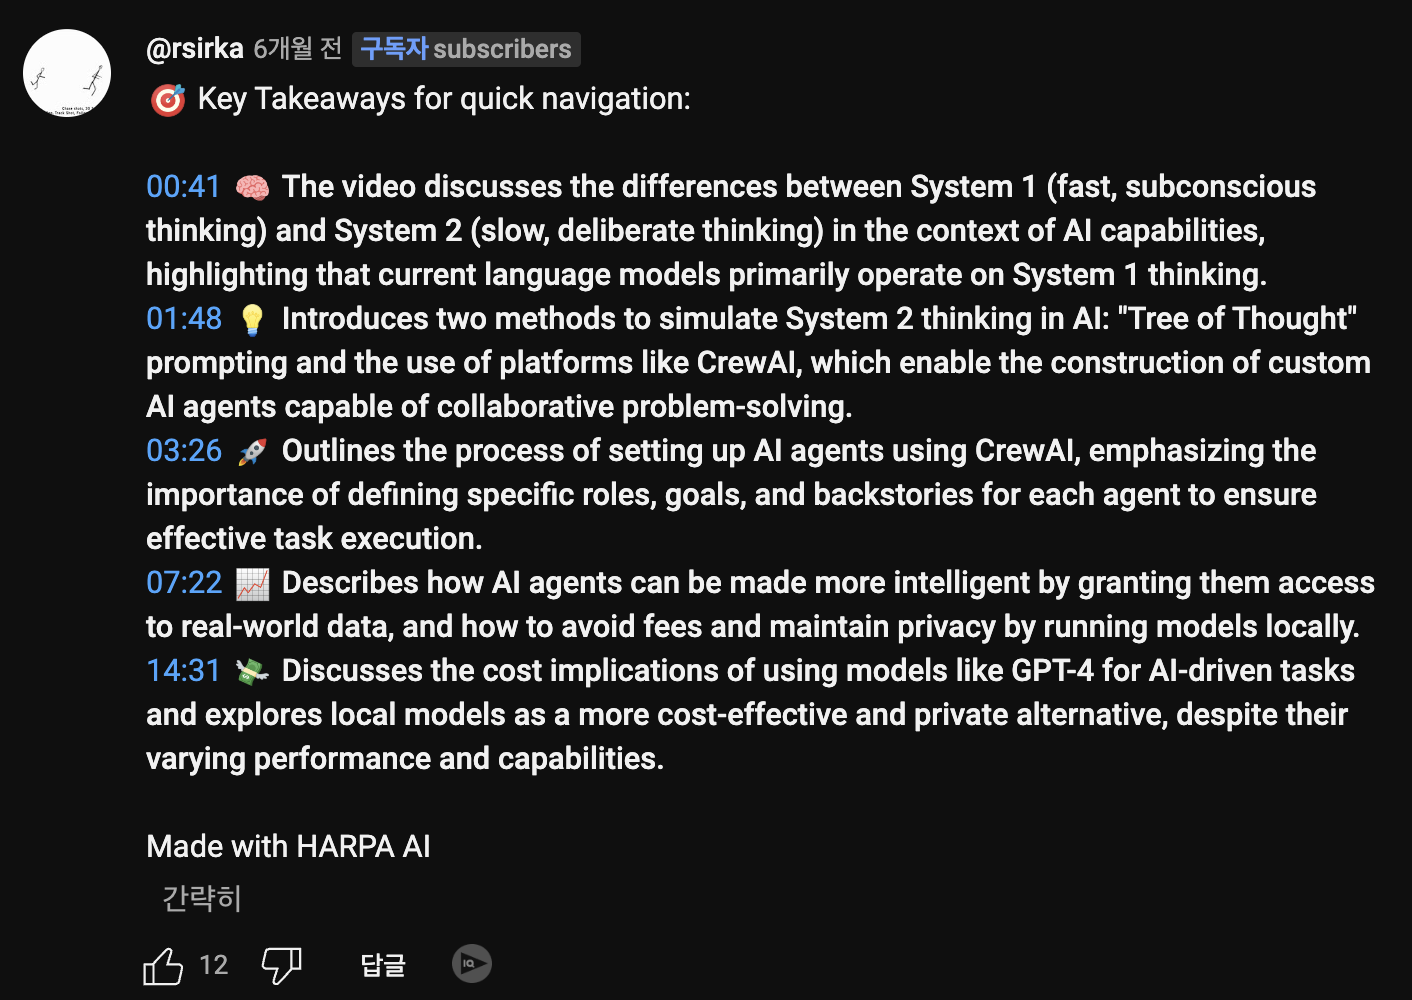 @rsirka 6개월 전 구독자 subscribers
🎯 Key Takeaways for quick navigation:
00:41 🧠 The video discusses the differences between System 1 (fast, subconscious
thinking) and System 2 (slow, deliberate thinking) in the context of AI capabilities,
highlighting that current language models primarily operate on System 1 thinking.
01:48 💡 Introduces two methods to simulate System 2 thinking in AI: "Tree of Thought"
prompting and the use of platforms like CrewAI, which enable the construction of custom
AI agents capable of collaborative problem-solving.
03:26 🚀 Outlines the process of setting up AI agents using CrewAI, emphasizing the
importance of defining specific roles, goals, and backstories for each agent to ensure
effective task execution.
07:22 📈 Describes how AI agents can be made more intelligent by granting them access
to real-world data, and how to avoid fees and maintain privacy by running models locally.
14:31 💸 Discusses the cost implications of using models like GPT-4 for AI-driven tasks
and explores local models as a more cost-effective and private alternative, despite their
varying performance and capabilities.
Made with HARPA AI
간략히
12 답글 IQ